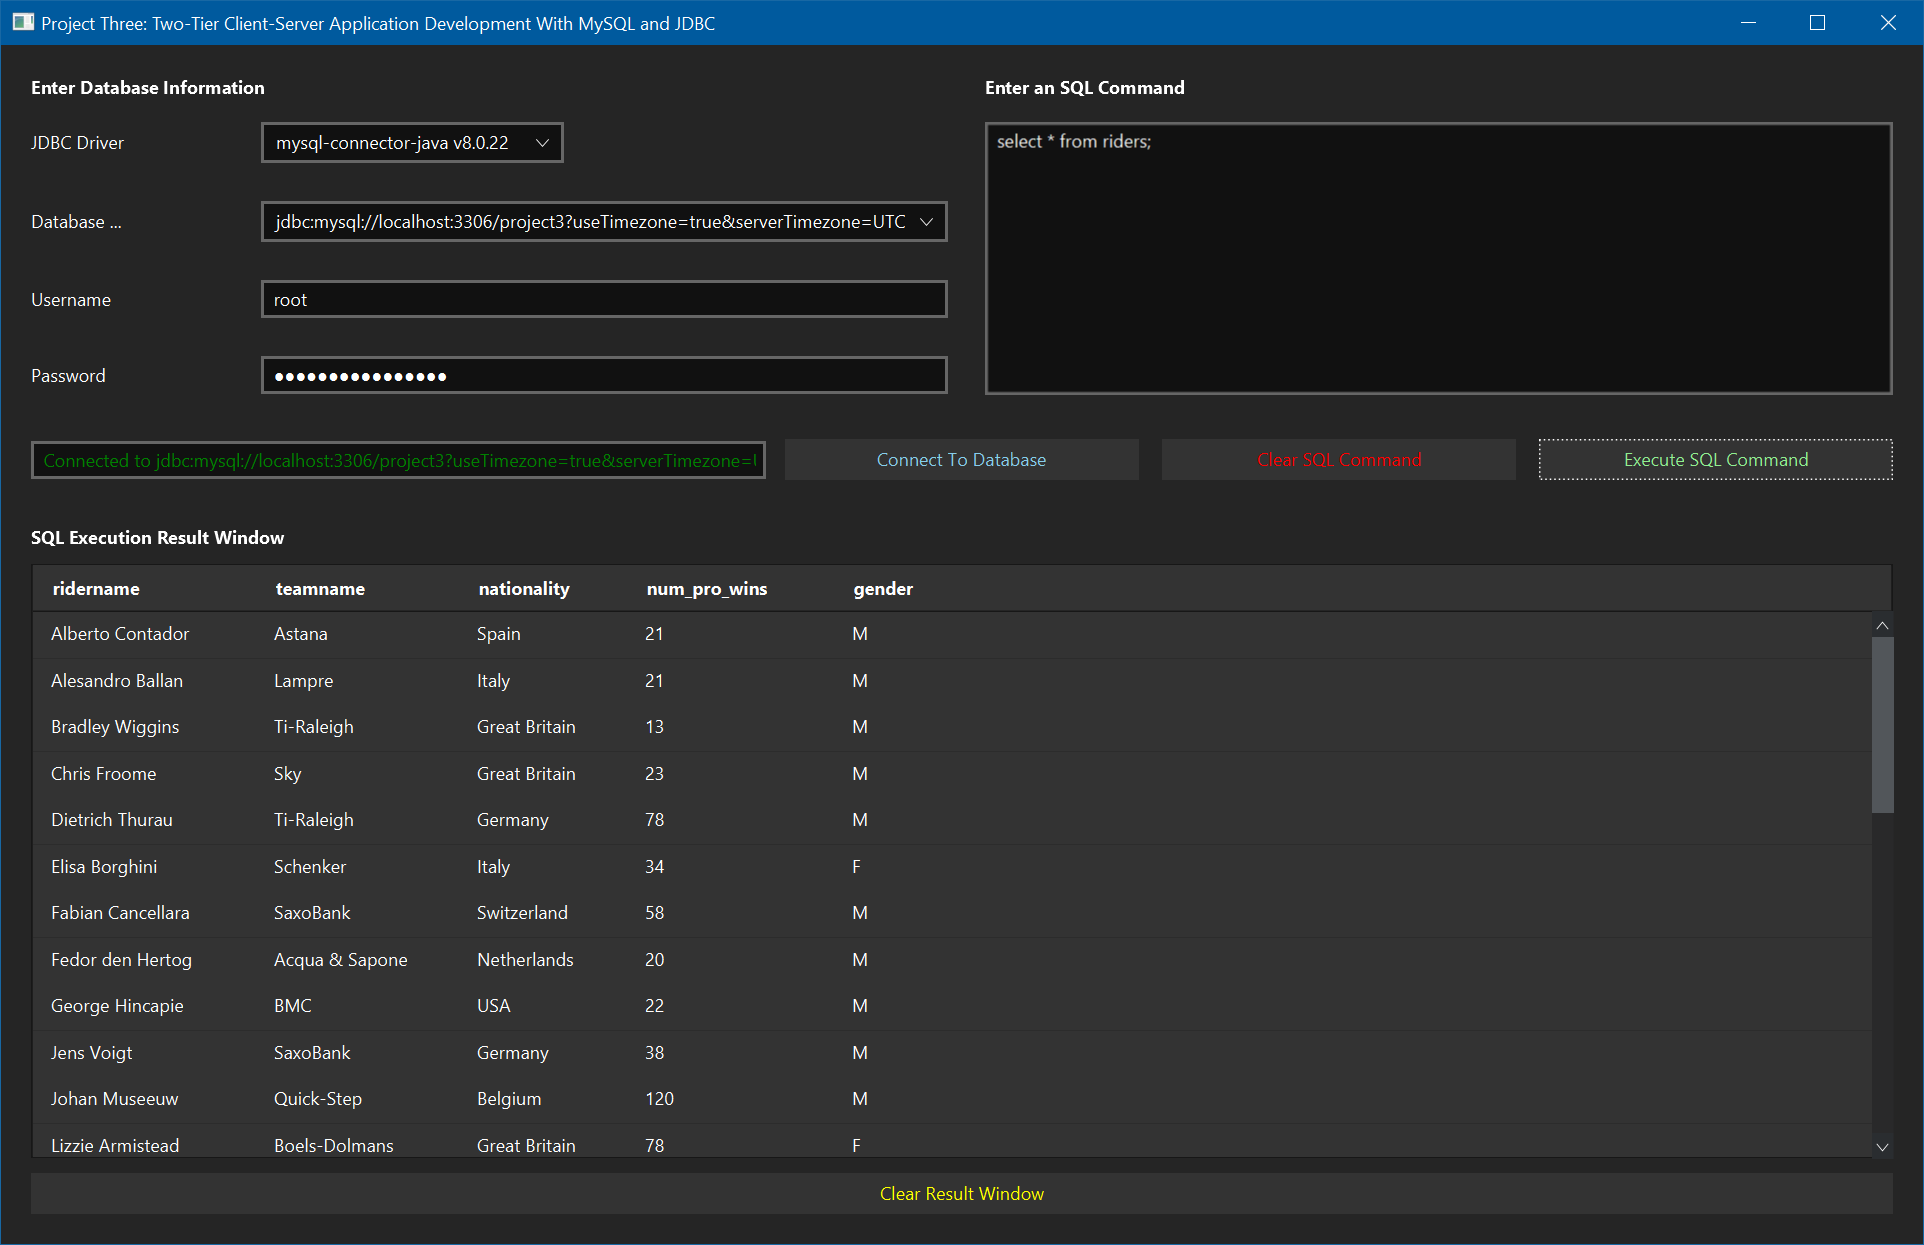 Project Three: Two-Tier Client-Server Application Development With MySQL and JDBC
Enter Database Information
JDBC Driver
mysql-connector-java v8.0.22
Database ...
jdbc:mysql://localhost:3306/project3?useTimezone=true&serverTimezone=UTC
Username
root
Password
Enter an SQL Command
select * from riders;
Connected to jdbc:mysql://localhost:3306/project3?useTimezone=true&serverTimezone=
Connect To Database
Clear SQL Command
Execute SQL Command
SQL Execution Result Window
ridername teamname nationality num_pro_wins gender
Alberto Contador Astana Spain 21 M
Alesandro Ballan Lampre Italy 21 M
Bradley Wiggins Ti-Raleigh Great Britain 13 M
Chris Froome Sky Great Britain 23 M
Dietrich Thurau Ti-Raleigh Germany 78 M
Elisa Borghini Schenker Italy 34 F
Fabian Cancellara SaxoBank Switzerland 58 M
Fedor den Hertog Acqua & Sapone Netherlands 20 M
George Hincapie BMC USA 22 M
Jens Voigt SaxoBank Germany 38 M
Johan Museeuw Quick-Step Belgium 120 M
Lizzie Armistead Boels-Dolmans Great Britain 78 F
Clear Result Window